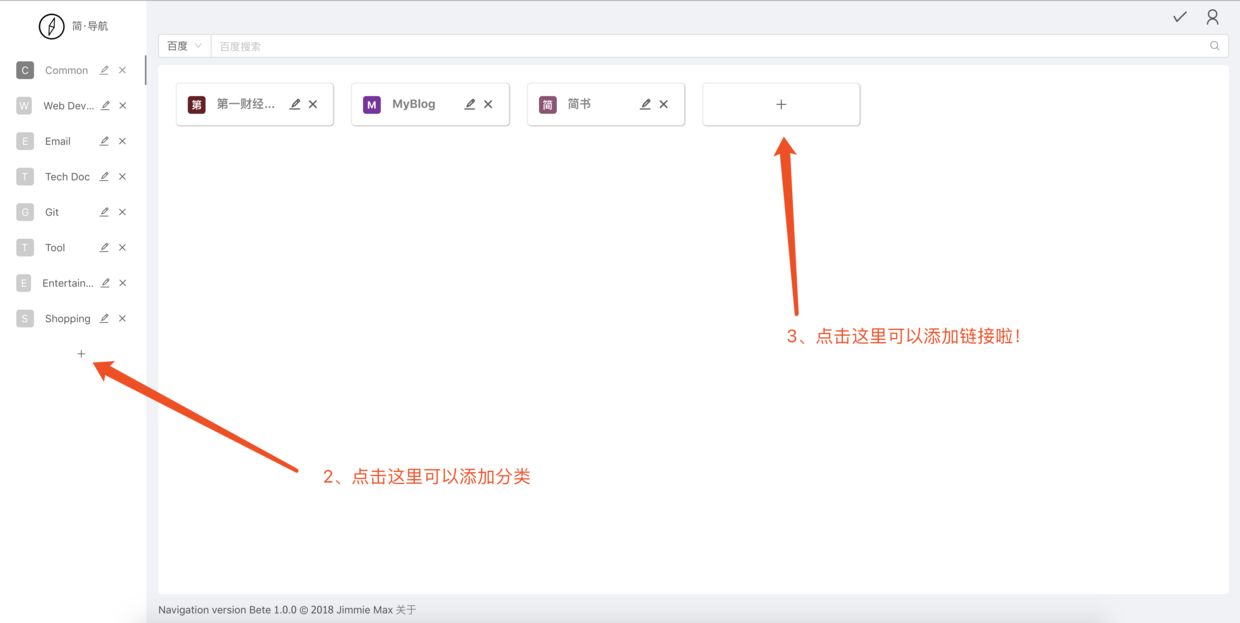 简·导航
百度
百度搜索
C Common
W Web Dev...
E Email
T Tech Doc
G Git
T Tool
E Entertain...
S Shopping
+
第 第一财经...
M MyBlog
简 简书
+
3、点击这里可以添加链接啦!
2、点击这里可以添加分类
Navigation version Bete 1.0.0 © 2018 Jimmie Max 关于